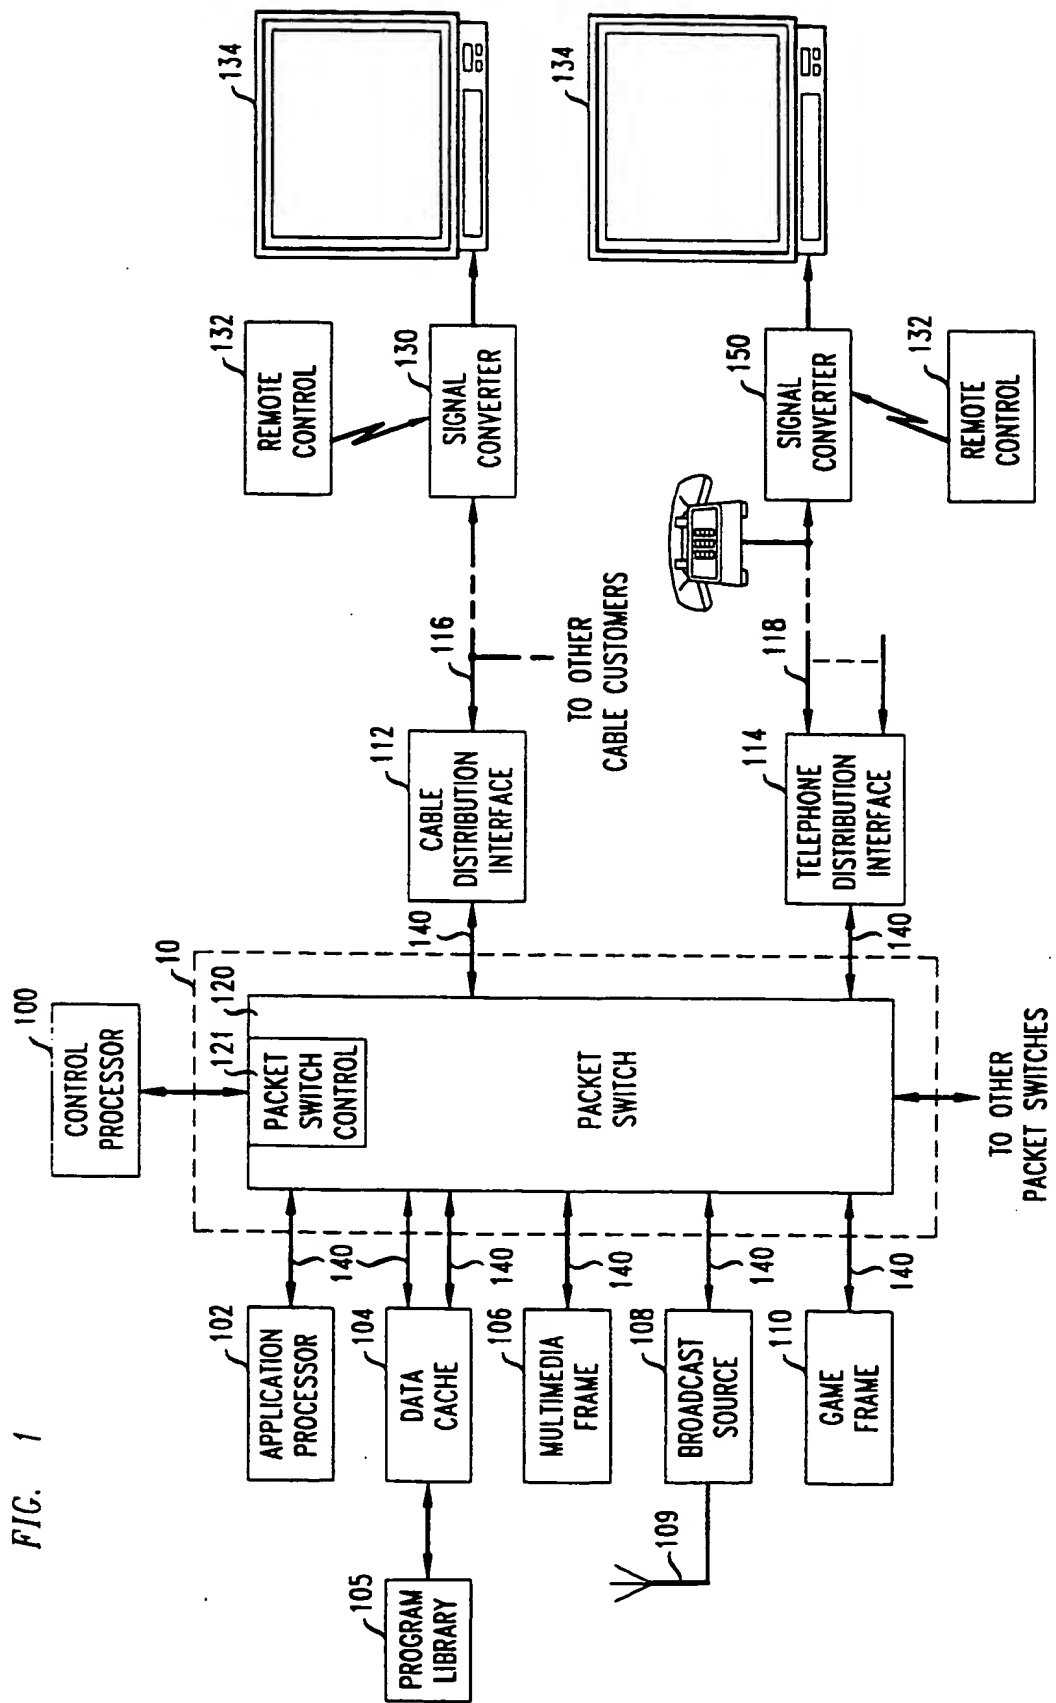 FIG. 1
100
CONTROL
PROCESSOR
10
120
121
PACKET
SWITCH
CONTROL
PACKET
SWITCH
102
APPLICATION
PROCESSOR
140
104
DATA
CACHE
140
140
105
PROGRAM
LIBRARY
106
MULTIMEDIA
FRAME
140
108
BROADCAST
SOURCE
140
109
110
GAME
FRAME
140
TO OTHER
PACKET SWITCHES
140
112
CABLE
DISTRIBUTION
INTERFACE
116
TO OTHER
CABLE CUSTOMERS
132
REMOTE
CONTROL
130
SIGNAL
CONVERTER
134
140
114
TELEPHONE
DISTRIBUTION
INTERFACE
118
150
SIGNAL
CONVERTER
132
REMOTE
CONTROL
134